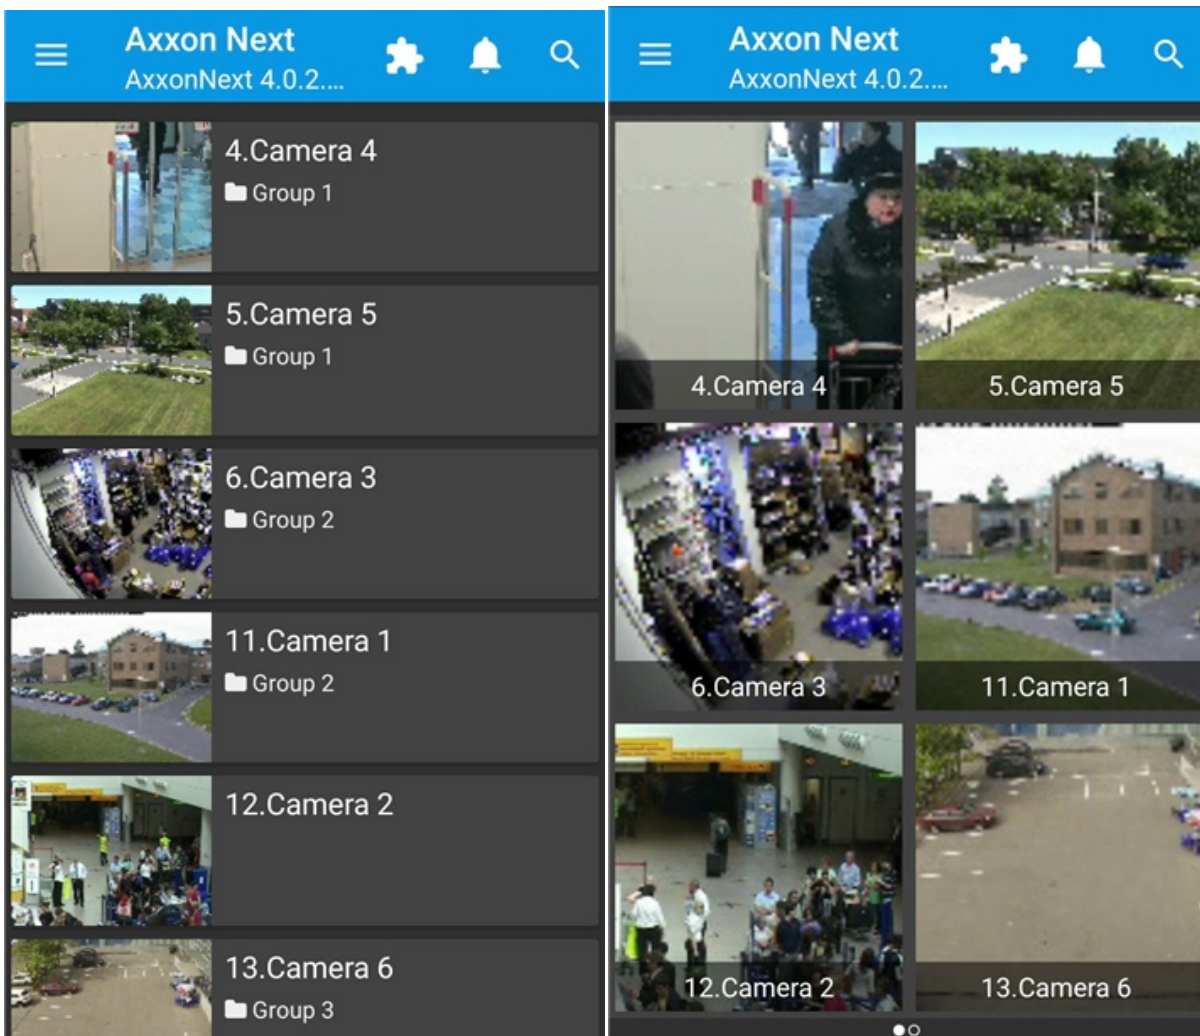 Axxon Next
AxxonNext 4.0.2....
4.Camera 4
Group 1
5.Camera 5
Group 1
6.Camera 3
Group 2
11.Camera 1
Group 2
12.Camera 2
13.Camera 6
Group 3
Axxon Next
AxxonNext 4.0.2....
4.Camera 4
5.Camera 5
6.Camera 3
11.Camera 1
12.Camera 2
13.Camera 6